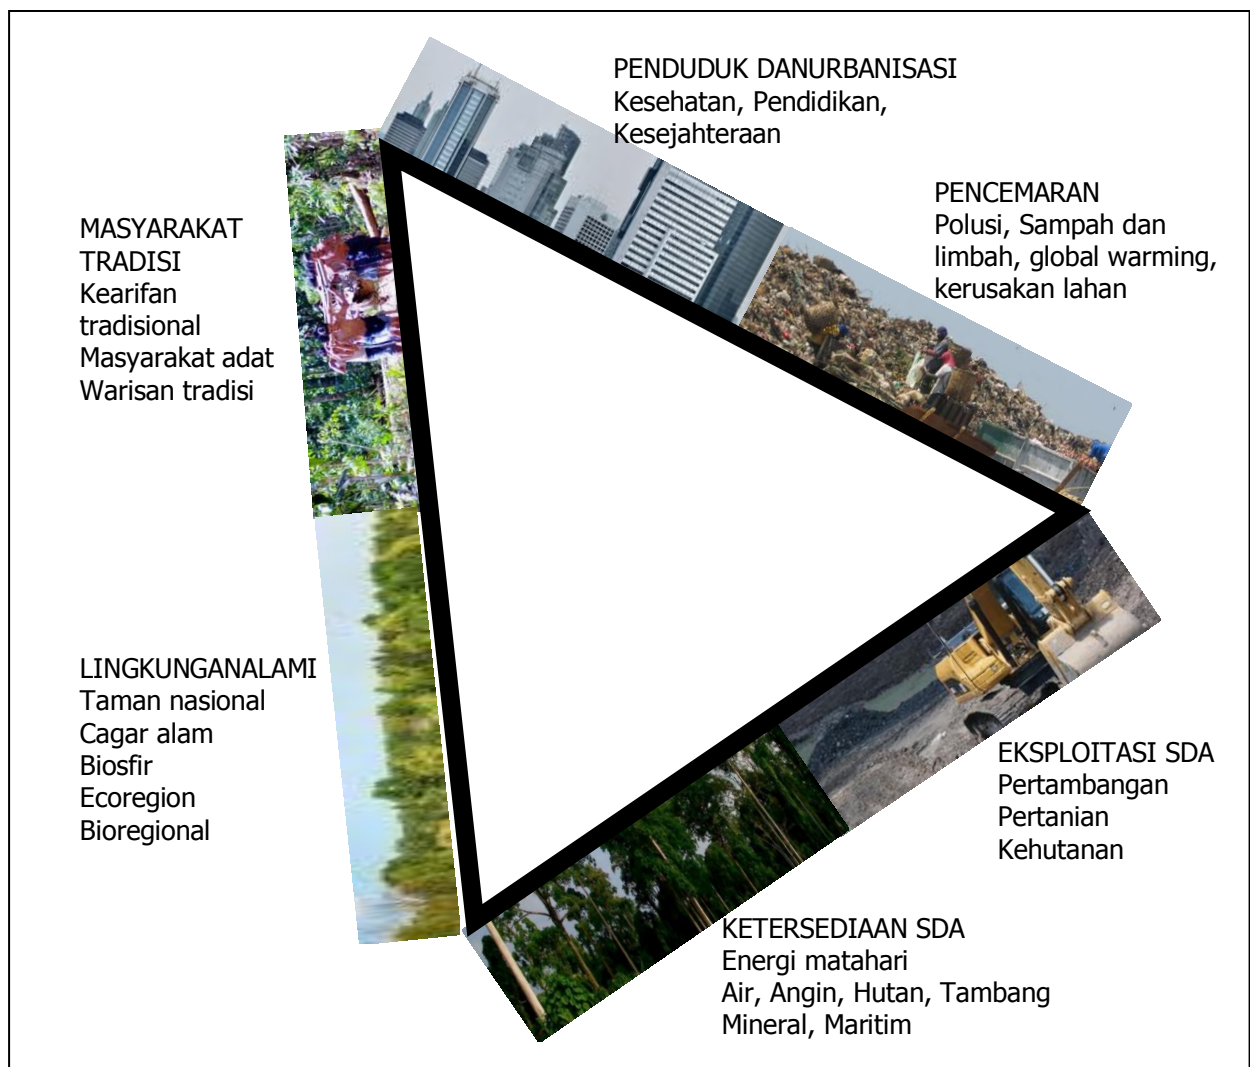 PENDUDUK DANURBANISASI
Kesehatan, Pendidikan,
Kesejahteraan
PENCEMARAN
Polusi, Sampah dan
limbah, global warming,
kerusakan lahan
MASYARAKAT
TRADISI
Kearifan
tradisional
Masyarakat adat
Warisan tradisi
LINGKUNGANALAMI
Taman nasional
Cagar alam
Biosfir
Ecoregion
Bioregional
EKSPLOITASI SDA
Pertambangan
Pertanian
Kehutanan
KETERSEDIAAN SDA
Energi matahari
Air, Angin, Hutan, Tambang
Mineral, Maritim